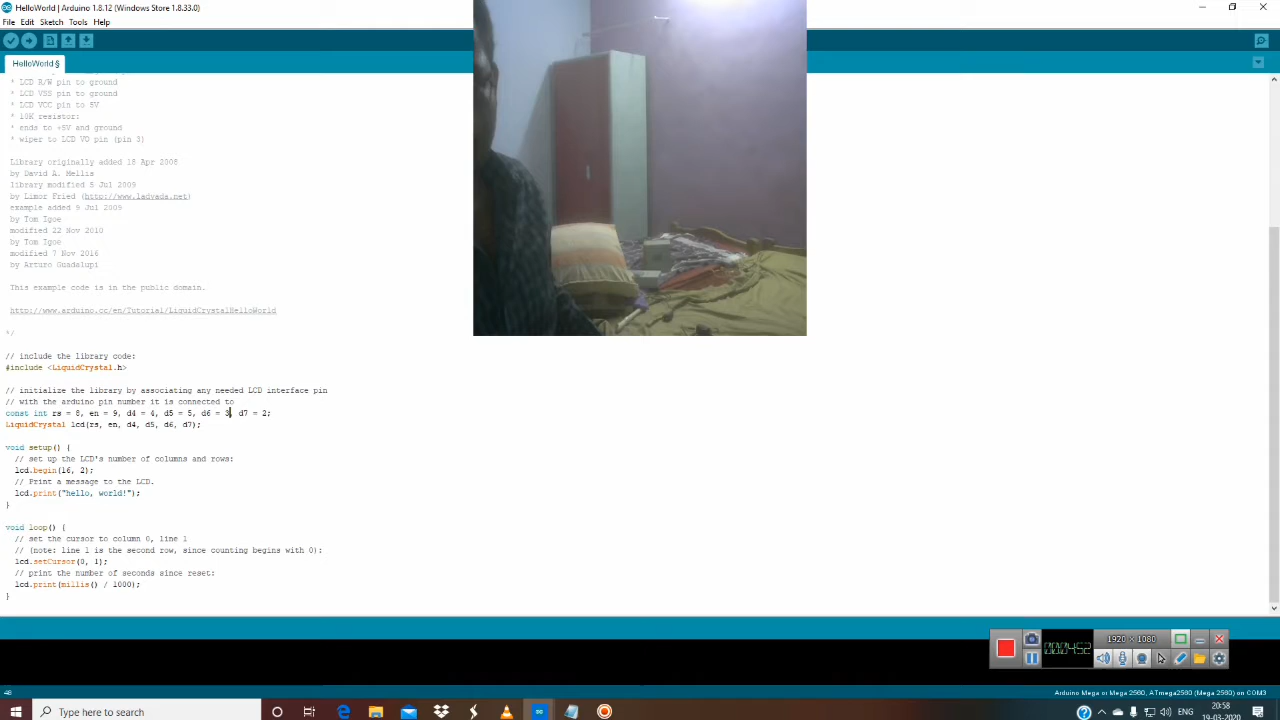 HelloWorld | Arduino 1.8.12 (Windows Store 1.8.33.0)
File Edit Sketch Tools Help
HelloWorld §
* LCD R/W pin to ground
* LCD VSS pin to ground
* LCD VCC pin to 5V
* 10K resistor:
* ends to +5V and ground
* wiper to LCD VO pin (pin 3)
Library originally added 18 Apr 2008
by David A. Mellis
library modified 5 Jul 2009
by Limor Fried (http://www.ladyada.net)
example added 9 Jul 2009
by Tom Igoe
modified 22 Nov 2010
by Tom Igoe
modified 7 Nov 2016
by Arturo Guadalupi
This example code is in the public domain.
http://www.arduino.cc/en/Tutorial/LiquidCrystalHelloWorld
*/
// include the library code:
#include <LiquidCrystal.h>
// initialize the library by associating any needed LCD interface pin
// with the arduino pin number it is connected to
const int rs = 8, en = 9, d4 = 4, d5 = 5, d6 = 3, d7 = 2;
LiquidCrystal lcd(rs, en, d4, d5, d6, d7);
void setup() {
// set up the LCD's number of columns and rows:
lcd.begin(16, 2);
// Print a message to the LCD.
lcd.print("hello, world!");
}
void loop() {
// set the cursor to column 0, line 1
// (note: line 1 is the second row, since counting begins with 0):
lcd.setCursor(0, 1);
// print the number of seconds since reset:
lcd.print(millis() / 1000);
}
1920 × 1080
000452
46
Arduino Mega or Mega 2560, ATmega2560 (Mega 2560) on COM3
Type here to search
ENG
20:58
19-03-2020